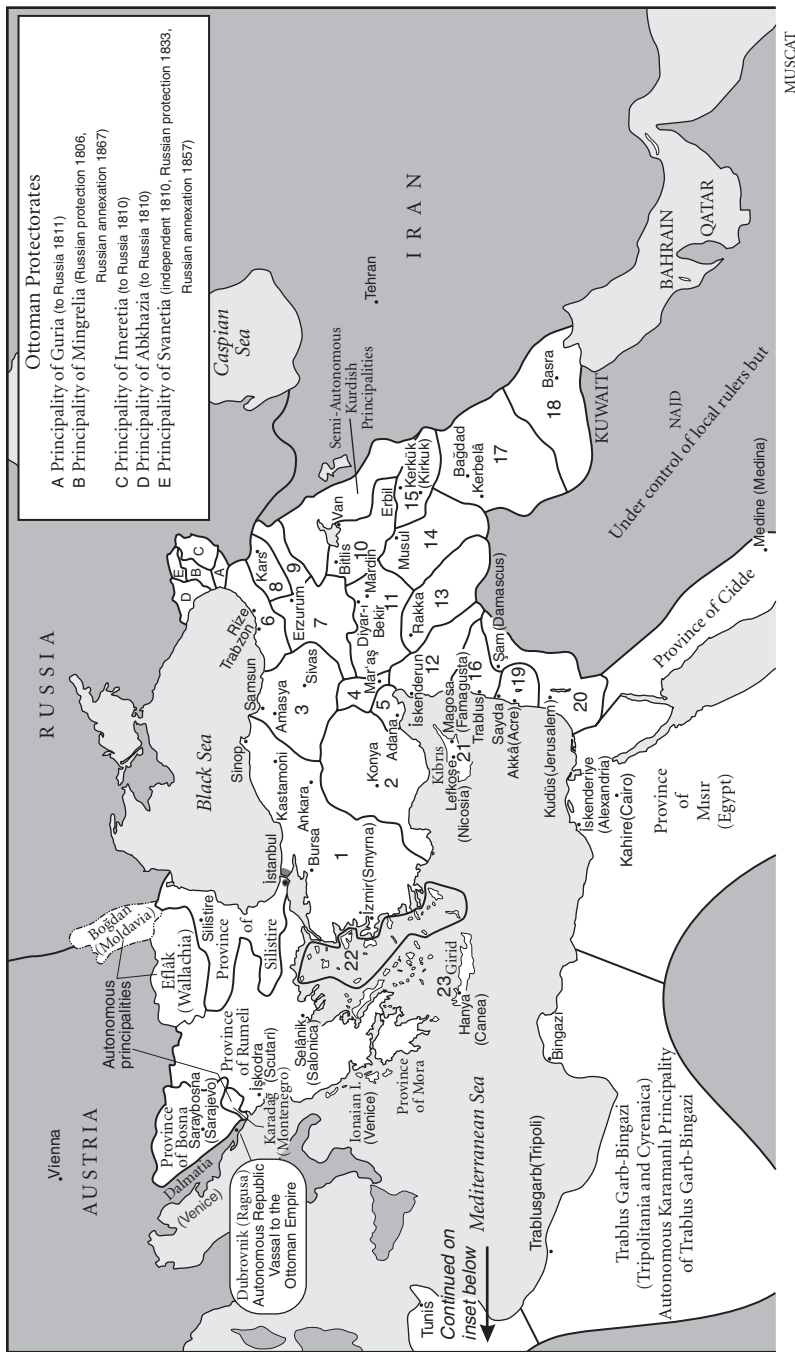 Ottoman Protectorates
A Principality of Guria (to Russia 1811)
B Principality of Mingrelia (Russian protection 1806,
Russian annexation 1867)
C Principality of Imeretia (to Russia 1810)
D Principality of Abkhazia (to Russia 1810)
E Principality of Svanetia (independent 1810, Russian protection 1833,
Russian annexation 1857)
Vienna
AUSTRIA
RUSSIA
Autonomous
principalities
Bogdan
(Moldavia)
Eflâk
(Wallachia)
Silistire
Province
of
Silistire
Province
of Bosna
Saraybosna
(Sarajevo)
Dalmatia
(Venice)
Province
of Rumeli
İşkodra
(Scutari)
Karadağ
(Montenegro)
Dubrovnik (Ragusa)
Autonomous Republic
Vassal to the
Ottoman Empire
Selânik
(Salonica)
Ionaian I.
(Venice)
Province
of Mora
Black Sea
Caspian
Sea
E
D
B
C
A
İstanbul
Sinop
Samsun
Trabzon
Rize
6
Kars
8
9
Kastamoni
Ankara
Bursa
1
İzmir(Smyrna)
Amasya
3
Sivas
Erzurum
7
Semi-Autonomous
Kurdish
Principalities
Van
Bitlis
10
Konya
2
4
Mar'aş
5
Adana
Diyar-ı
Bekir
11
Mardin
Erbil
15
Kerkük
(Kirkuk)
Musul
14
Tehran
IRAN
22
İskenderun
12
Rakka
13
Bağdad
Kerbelâ
17
18
Basra
Kıbrıs
Lefkoşe
(Nicosia)
21
Magosa
(Famagusta)
Trablus
16
Şam(Damascus)
Sayda
Akkâ(Acre)
19
Kudüs(Jerusalem)
20
KUWAIT
BAHRAIN
QATAR
NAJD
Under control of local rulers but
MUSCAT
Medine (Medina)
Province of Cidde
23
Girid
Hanya
(Canea)
Mediterranean Sea
İskenderiye
(Alexandria)
Kahire(Cairo)
Province
of
Mısır
(Egypt)
Bingazi
Tunis
Continued on
inset below
Trablusgarb(Tripoli)
Trablus Garb-Bingazi
(Tripolitania and Cyrenaica)
Autonomous Karamanlı Principality
of Trablus Garb-Bingazi